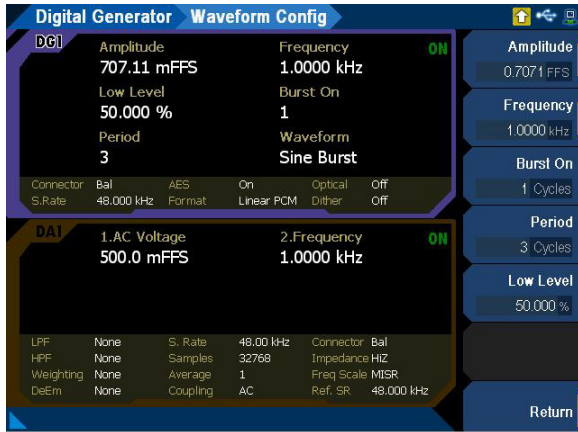 Digital Generator Waveform Config
DG1
Amplitude Frequency ON
707.11 mFFS 1.0000 kHz
Low Level Burst On
50.000 % 1
Period Waveform
3 Sine Burst
Connector Bal AES On Optical Off
S.Rate 48.000 kHz Format Linear PCM Dither Off
DA1
1.AC Voltage 2.Frequency ON
500.0 mFFS 1.0000 kHz
LPF None S. Rate 48.00 kHz Connector Bal
HPF None Samples 32768 Impedance HiZ
Weighting None Average 1 Freq Scale MISR
DeEm None Coupling AC Ref. SR 48.000 kHz
Amplitude
0.7071 FFS
Frequency
1.0000 kHz
Burst On
1 Cycles
Period
3 Cycles
Low Level
50.000 %
Return